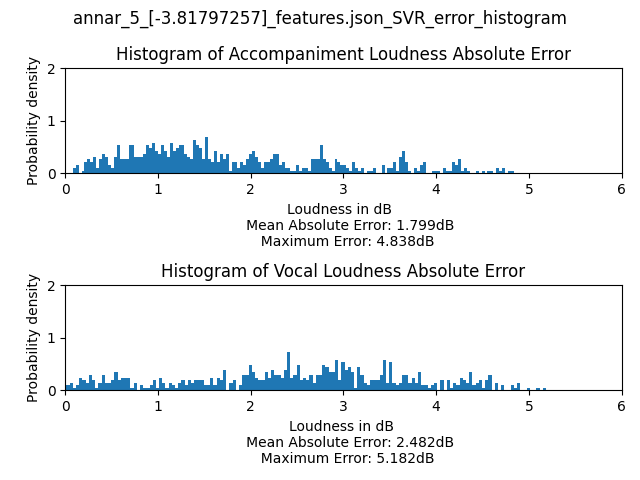 annar_5_[-3.81797257]_features.json_SVR_error_histogram
Histogram of Accompaniment Loudness Absolute Error
Probability density
2
1
0
0 1 2 3 4 5 6
Loudness in dB
Mean Absolute Error: 1.799dB
Maximum Error: 4.838dB
Histogram of Vocal Loudness Absolute Error
Probability density
2
1
0
0 1 2 3 4 5 6
Loudness in dB
Mean Absolute Error: 2.482dB
Maximum Error: 5.182dB